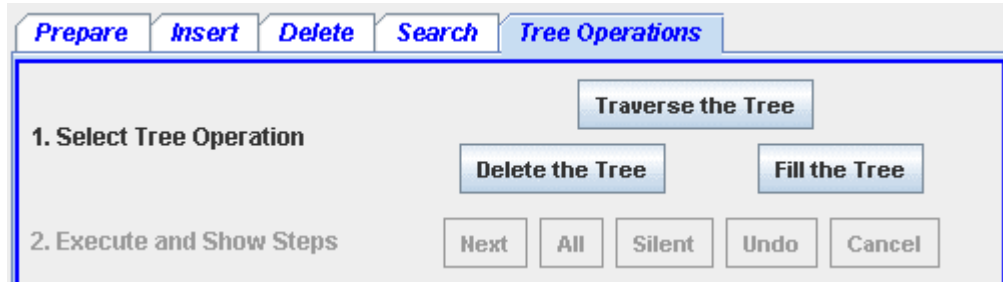 Prepare Insert Delete Search Tree Operations
Traverse the Tree
1. Select Tree Operation
Delete the Tree Fill the Tree
2. Execute and Show Steps Next All Silent Undo Cancel